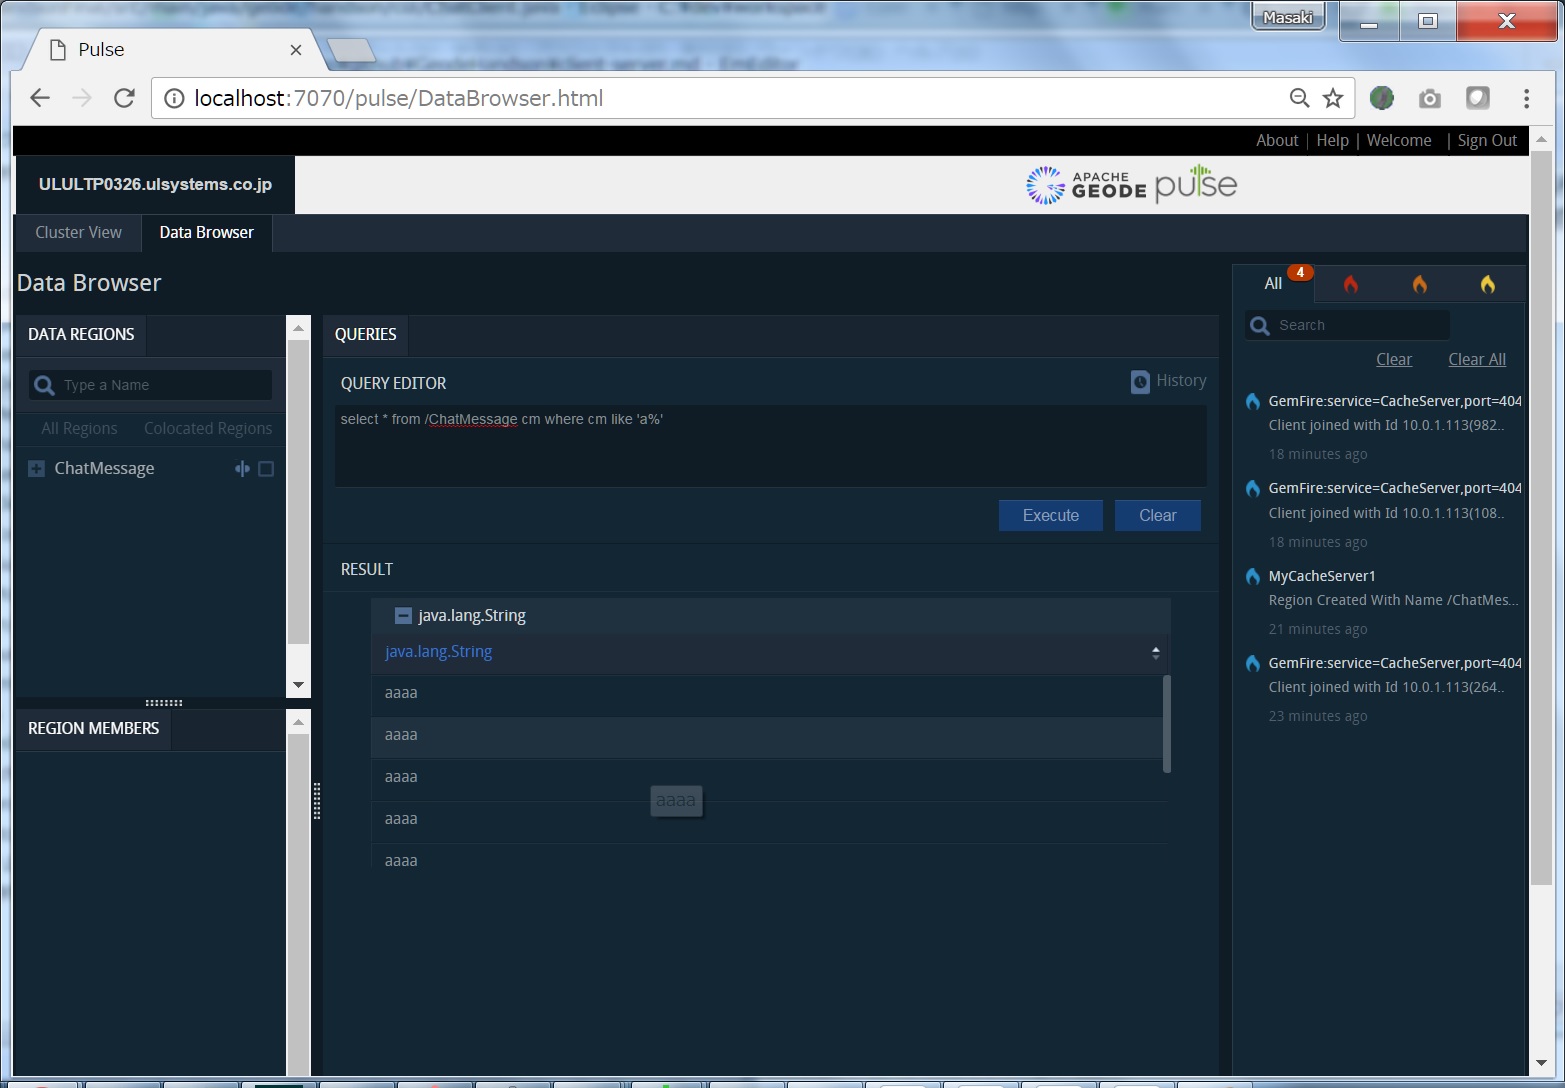 Masaki
Pulse
localhost:7070/pulse/DataBrowser.html
About | Help | Welcome | Sign Out
ULULTP0326.ulsystems.co.jp
APACHE
GEODE
pulse
Cluster View
Data Browser
Data Browser
DATA REGIONS
Type a Name
All Regions
Colocated Regions
ChatMessage
REGION MEMBERS
QUERIES
QUERY EDITOR
History
select * from /ChatMessage cm where cm like 'a%'
Execute
Clear
RESULT
java.lang.String
java.lang.String
aaaa
aaaa
aaaa
aaaa
aaaa
aaaa
All
4
Search
Clear
Clear All
GemFire:service=CacheServer,port=404
Client joined with Id 10.0.1.113(982..
18 minutes ago
GemFire:service=CacheServer,port=404
Client joined with Id 10.0.1.113(108..
18 minutes ago
MyCacheServer1
Region Created With Name /ChatMes...
21 minutes ago
GemFire:service=CacheServer,port=404
Client joined with Id 10.0.1.113(264..
23 minutes ago